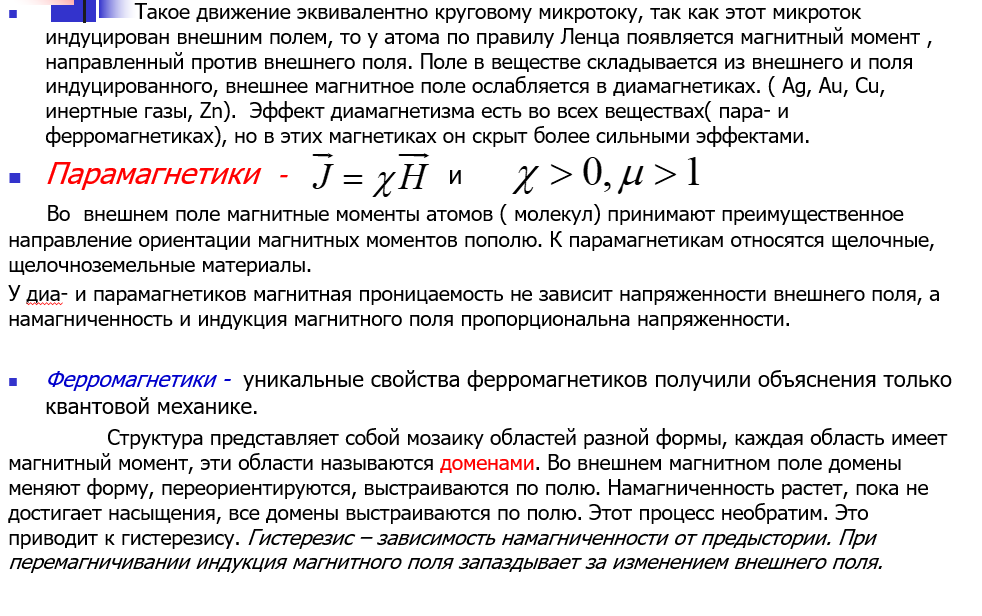 Такое движение эквивалентно круговому микротоку, так как этот микроток
индуцирован внешним полем, то у атома по правилу Ленца появляется магнитный момент ,
направленный против внешнего поля. Поле в веществе складывается из внешнего и поля
индуцированного, внешнее магнитное поле ослабляется в диамагнетиках. ( Ag, Au, Cu,
инертные газы, Zn).  Эффект диамагнетизма есть во всех веществах( пара- и
ферромагнетиках), но в этих магнетиках он скрыт более сильными эффектами.
Парамагнетики - J⃗ = χH⃗ и χ > 0, μ > 1
Во  внешнем поле магнитные моменты атомов ( молекул) принимают преимущественное
направление ориентации магнитных моментов пополю. К парамагнетикам относятся щелочные,
щелочноземельные материалы.
У диа- и парамагнетиков магнитная проницаемость не зависит напряженности внешнего поля, а
намагниченность и индукция магнитного поля пропорциональна напряженности.
Ферромагнетики -  уникальные свойства ферромагнетиков получили объяснения только
квантовой механике.
Структура представляет собой мозаику областей разной формы, каждая область имеет
магнитный момент, эти области называются доменами. Во внешнем магнитном поле домены
меняют форму, переориентируются, выстраиваются по полю. Намагниченность растет, пока не
достигает насыщения, все домены выстраиваются по полю. Этот процесс необратим. Это
приводит к гистерезису. Гистерезис – зависимость намагниченности от предыстории. При
перемагничивании индукция магнитного поля запаздывает за изменением внешнего поля.